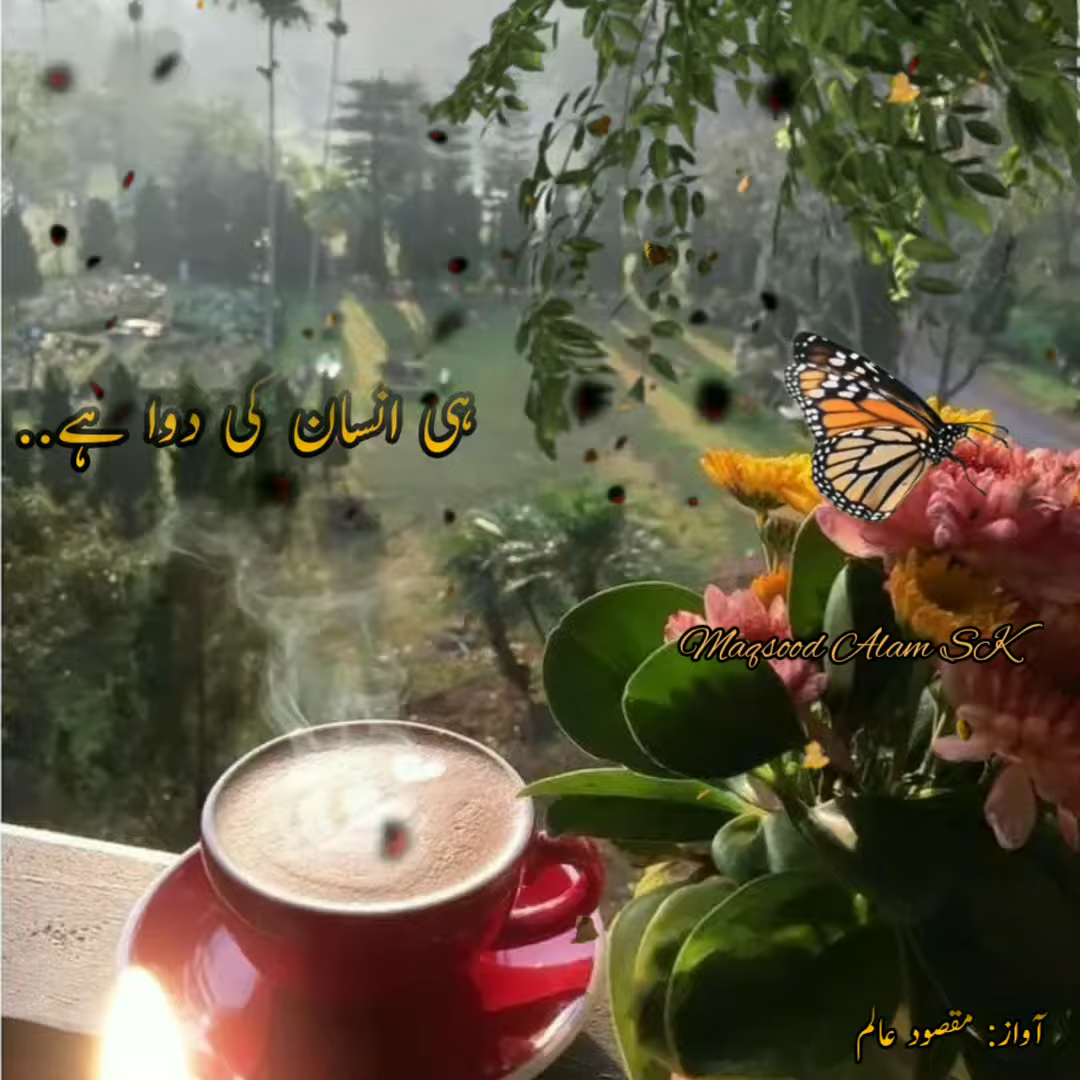 ہی انسان کی دوا ہے..
Maqsood Alam SK
آواز: مقصود عالم